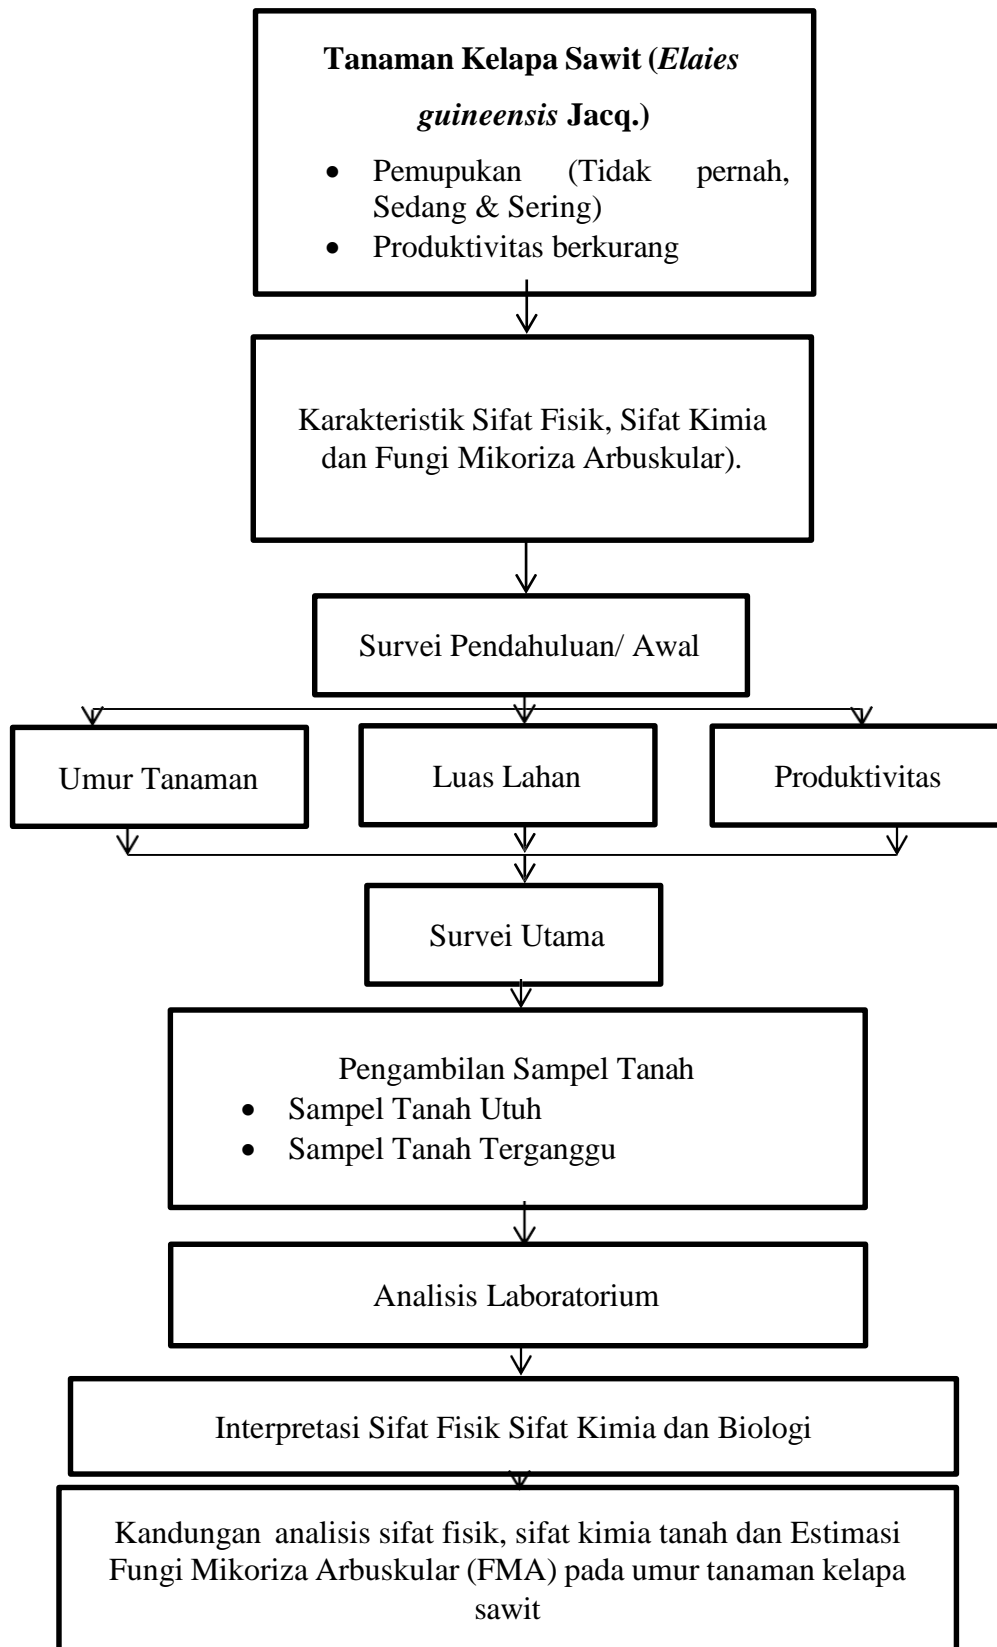 Tanaman Kelapa Sawit (Elaies
guineensis Jacq.)
• Pemupukan (Tidak pernah,
Sedang & Sering)
• Produktivitas berkurang
Karakteristik Sifat Fisik, Sifat Kimia
dan Fungi Mikoriza Arbuskular).
Survei Pendahuluan/ Awal
Umur Tanaman
Luas Lahan
Produktivitas
Survei Utama
Pengambilan Sampel Tanah
• Sampel Tanah Utuh
• Sampel Tanah Terganggu
Analisis Laboratorium
Interpretasi Sifat Fisik Sifat Kimia dan Biologi
Kandungan analisis sifat fisik, sifat kimia tanah dan Estimasi
Fungi Mikoriza Arbuskular (FMA) pada umur tanaman kelapa
sawit